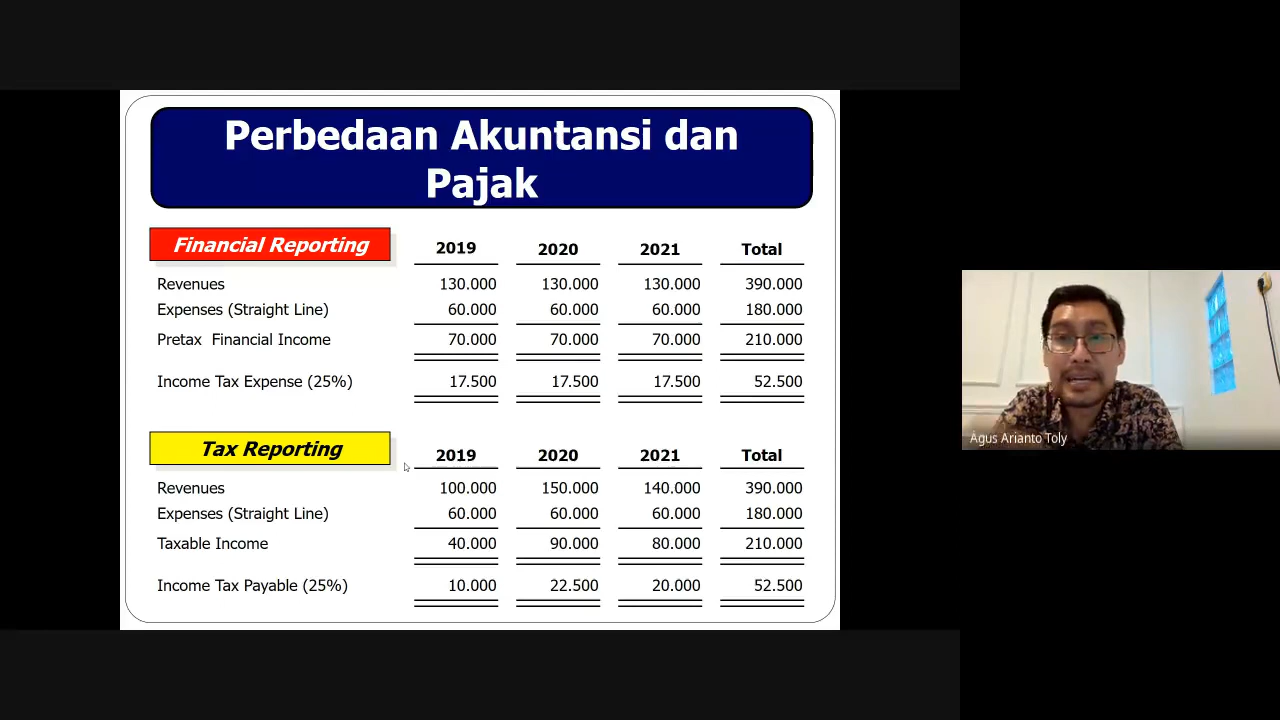 Perbedaan Akuntansi dan
Pajak
Financial Reporting 2019 2020 2021 Total
Revenues 130.000 130.000 130.000 390.000
Expenses (Straight Line) 60.000 60.000 60.000 180.000
Pretax Financial Income 70.000 70.000 70.000 210.000
Income Tax Expense (25%) 17.500 17.500 17.500 52.500
Tax Reporting 2019 2020 2021 Total
Revenues 100.000 150.000 140.000 390.000
Expenses (Straight Line) 60.000 60.000 60.000 180.000
Taxable Income 40.000 90.000 80.000 210.000
Income Tax Payable (25%) 10.000 22.500 20.000 52.500
Agus Arianto Toly